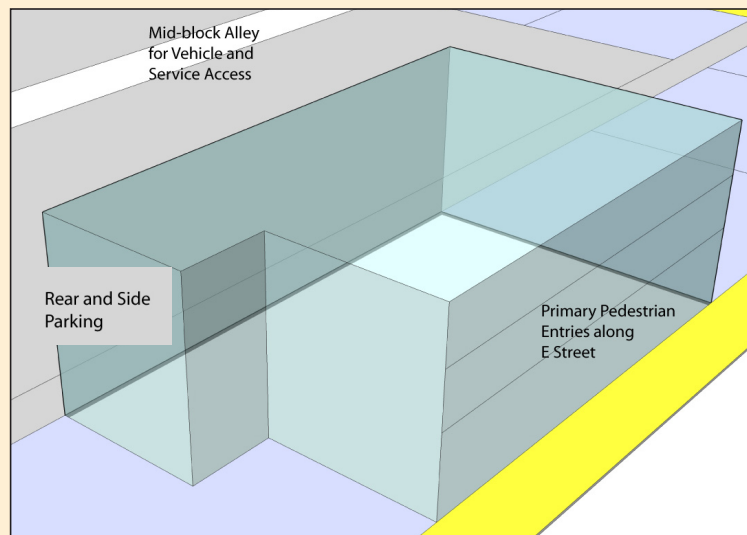 Mid-block Alley
for Vehicle and
Service Access
Rear and Side
Parking
Primary Pedestrian
Entries along
E Street